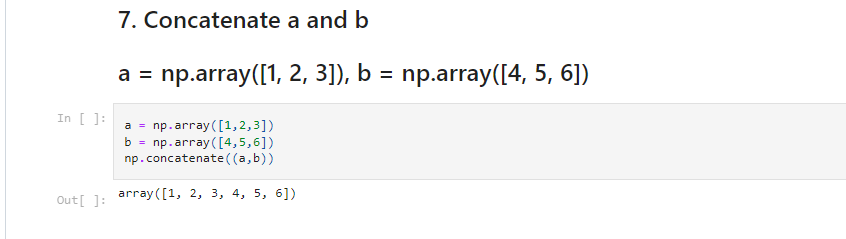 7. Concatenate a and b
a = np.array([1, 2, 3]), b = np.array([4, 5, 6])
In [ ]:
a = np.array([1,2,3])
b = np.array([4,5,6])
np.concatenate((a,b))
Out[ ]:
array([1, 2, 3, 4, 5, 6])